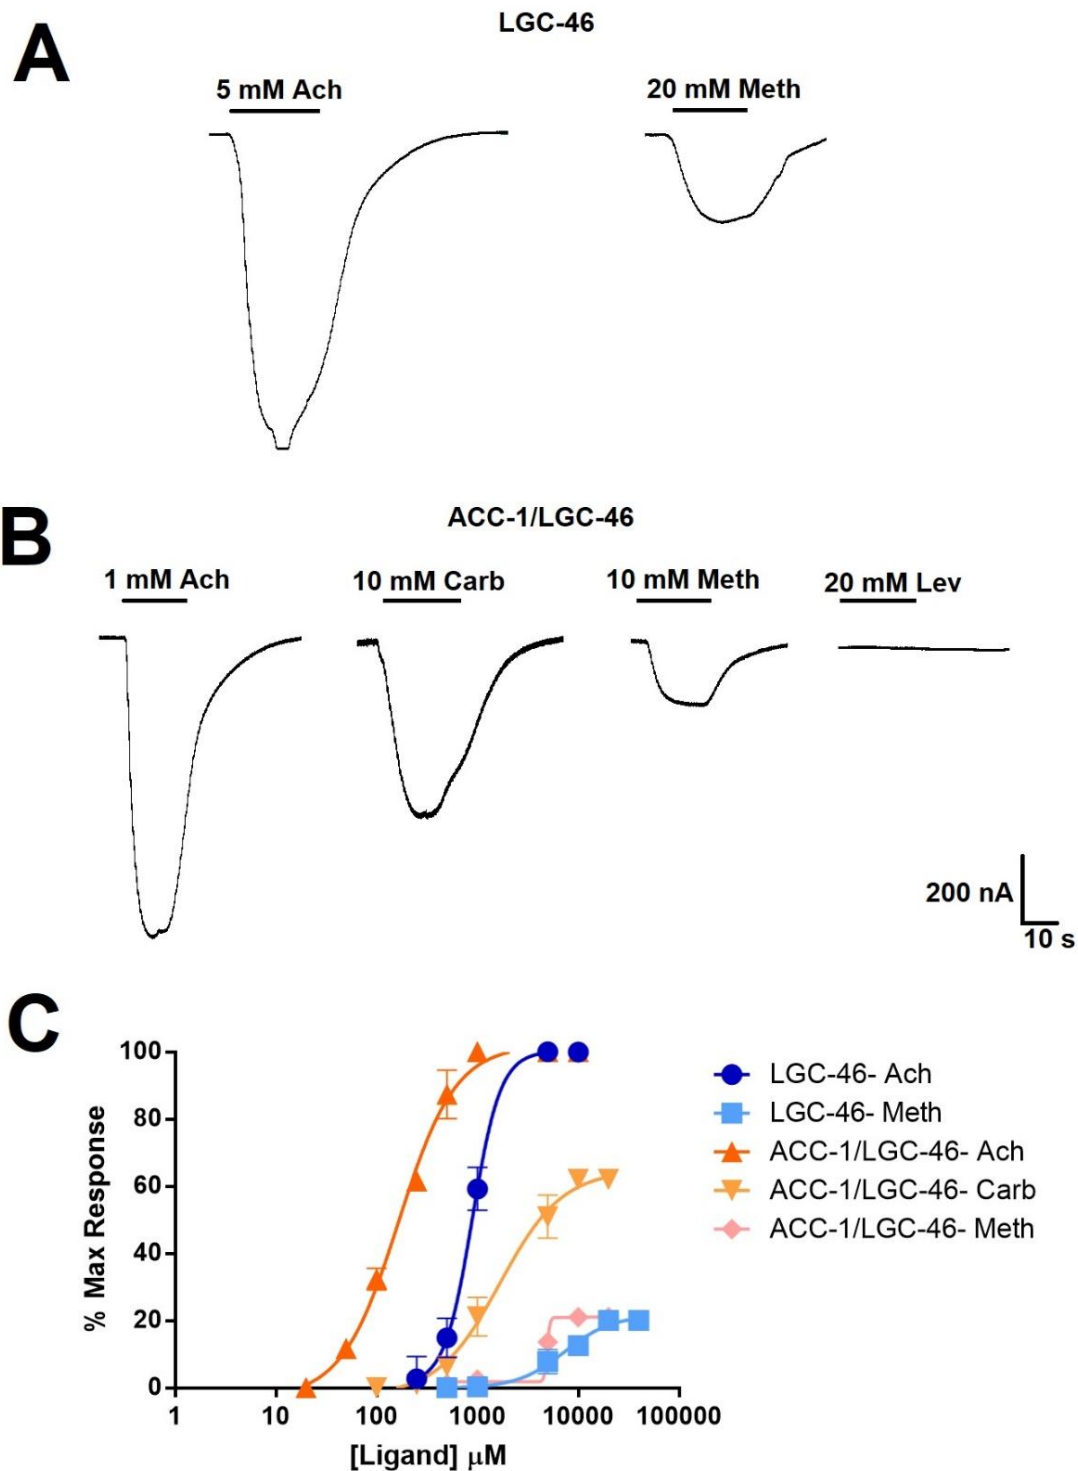 A
LGC-46
5 mM Ach
20 mM Meth
B
ACC-1/LGC-46
1 mM Ach
10 mM Carb
10 mM Meth
20 mM Lev
200 nA
10 s
C
% Max Response
100
80
60
40
20
0
1
10
100
1000
10000
100000
[Ligand] μM
LGC-46- Ach
LGC-46- Meth
ACC-1/LGC-46- Ach
ACC-1/LGC-46- Carb
ACC-1/LGC-46- Meth